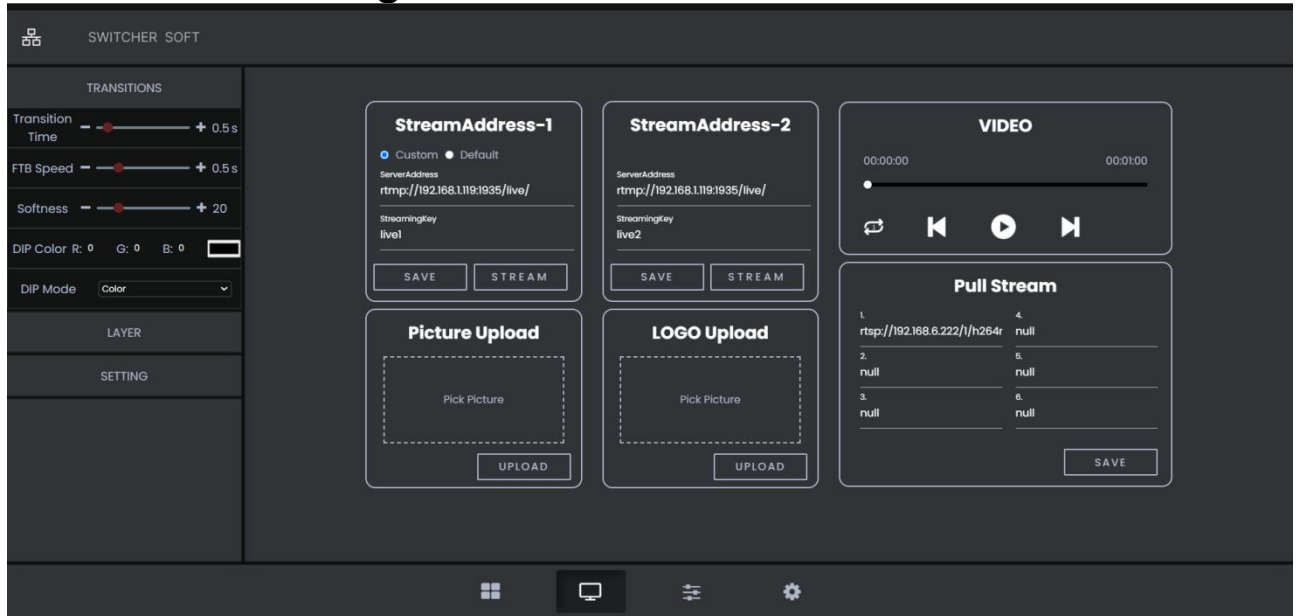 SWITCHER SOFT
TRANSITIONS
Transition
Time
0.5 s
FTB Speed
0.5 s
Softness
20
DIP Color R: 0 G: 0 B: 0
DIP Mode Color
LAYER
SETTING
StreamAddress-1
Custom Default
ServerAddress
rtmp://192.168.1.119:1935/live/
StreamingKey
live1
SAVE STREAM
StreamAddress-2
ServerAddress
rtmp://192.168.1.119:1935/live/
StreamingKey
live2
SAVE STREAM
VIDEO
00:00:00 00:01:00
Picture Upload
Pick Picture
UPLOAD
LOGO Upload
Pick Picture
UPLOAD
Pull Stream
1. 4.
rtsp://192.168.6.222/1/h264r null
2. 5.
null null
3. 6.
null null
SAVE